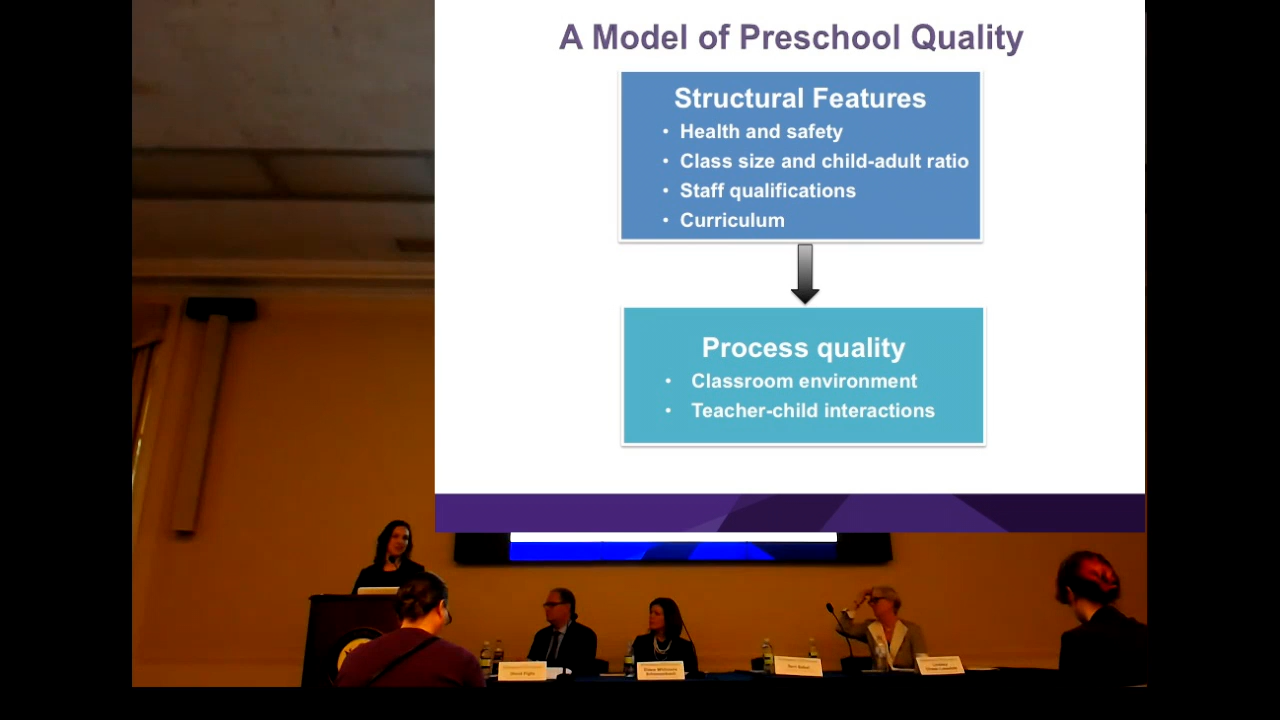 A Model of Preschool Quality
Structural Features
• Health and safety
• Class size and child-adult ratio
• Staff qualifications
• Curriculum
Process quality
• Classroom environment
• Teacher-child interactions